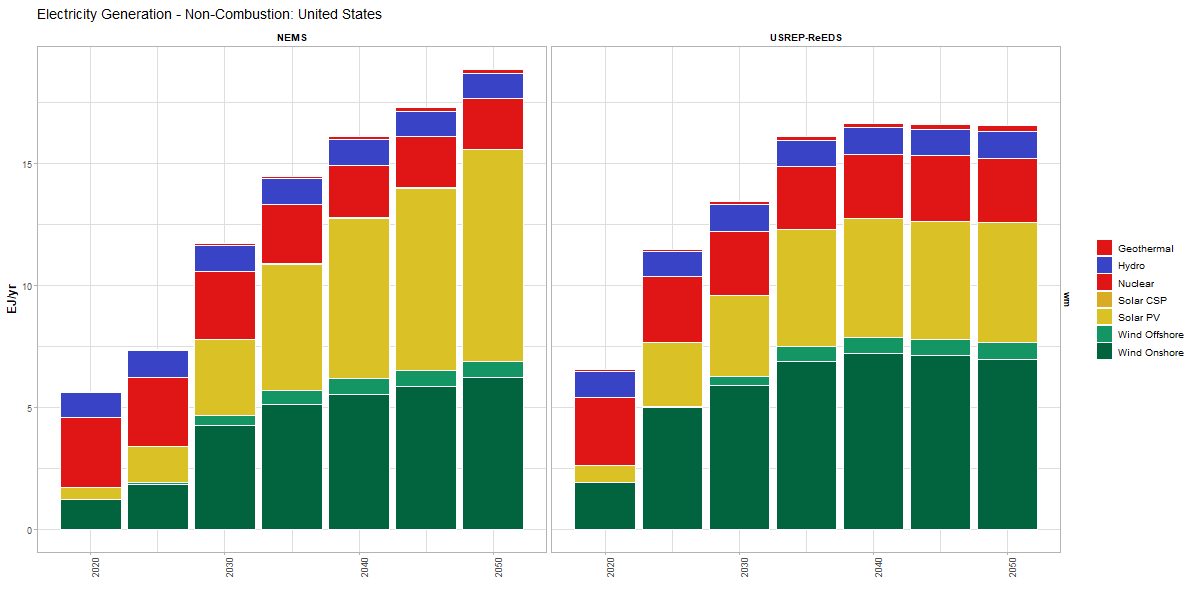 Electricity Generation - Non-Combustion: United States
NEMS
USREP-ReEDS
EJ/yr
15
10
5
0
2020
2030
2040
2050
2020
2030
2040
2050
wm
Geothermal
Hydro
Nuclear
Solar CSP
Solar PV
Wind Offshore
Wind Onshore